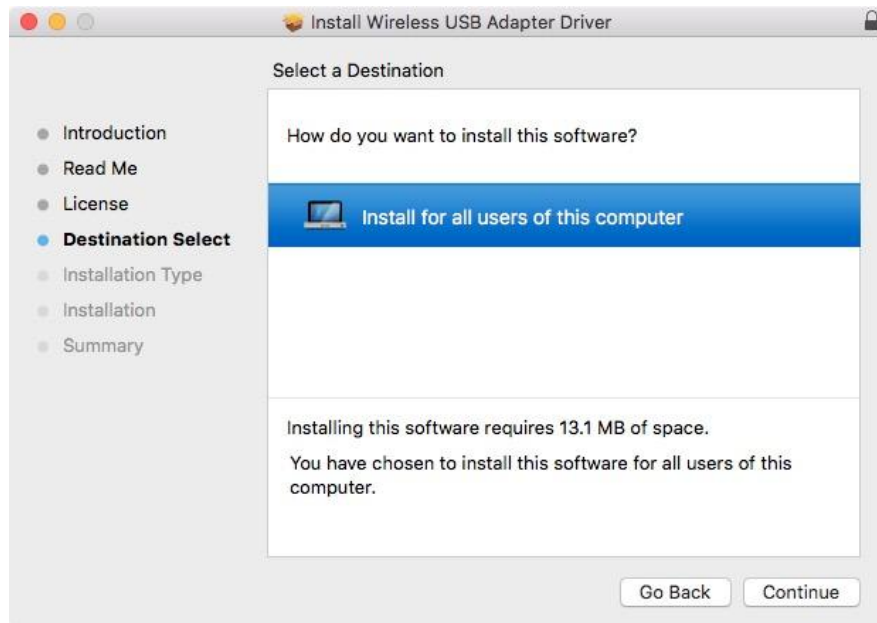 Install Wireless USB Adapter Driver
Select a Destination
Introduction
Read Me
License
Destination Select
Installation Type
Installation
Summary
How do you want to install this software?
Install for all users of this computer
Installing this software requires 13.1 MB of space.
You have chosen to install this software for all users of this
computer.
Go Back
Continue